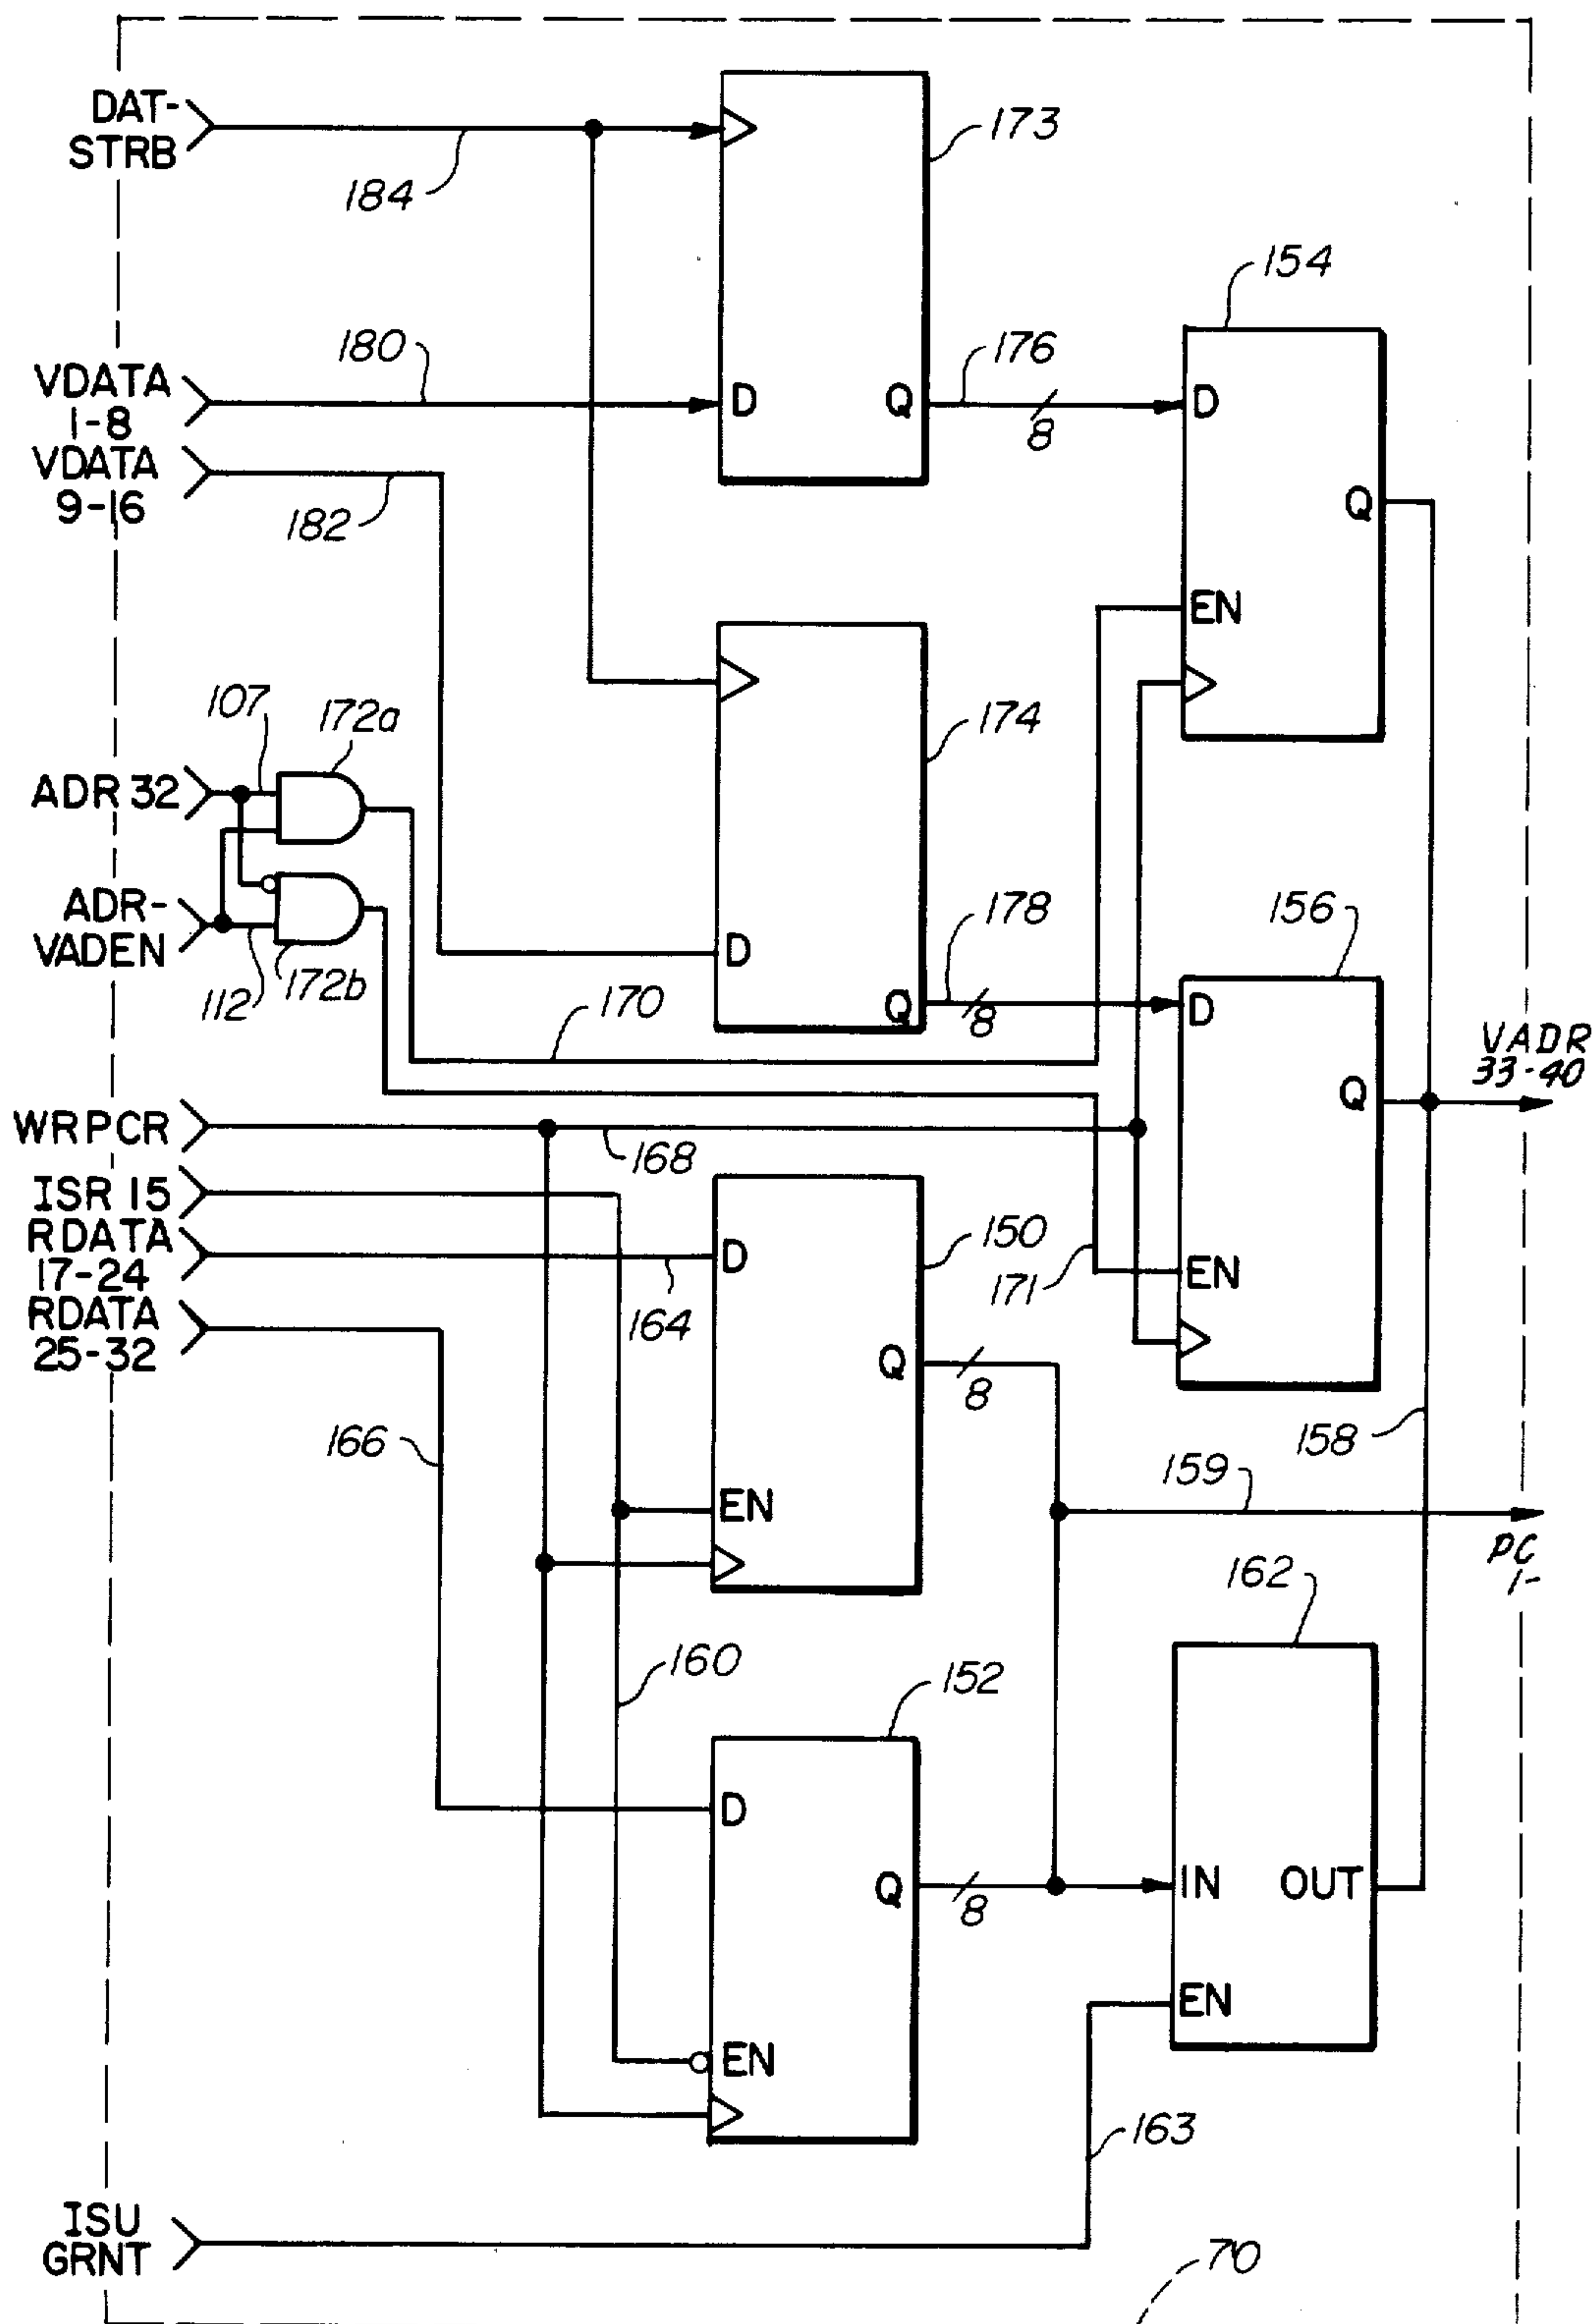 DAT-
STRB
184
173
154
VDATA
1-8
180
D
Q
176
8
D
VDATA
9-16
182
Q
EN
107
172a
174
ADR 32
ADR-
VADEN
112
172b
D
Q
178
8
156
D
170
Q
VADR
33-40
WRPCR
168
ISR 15
RDATA
17-24
164
D
150
171
EN
RDATA
25-32
Q
8
166
158
159
EN
PC
1-
162
160
152
D
Q
8
IN
OUT
EN
EN
163
ISU
GRNT
70